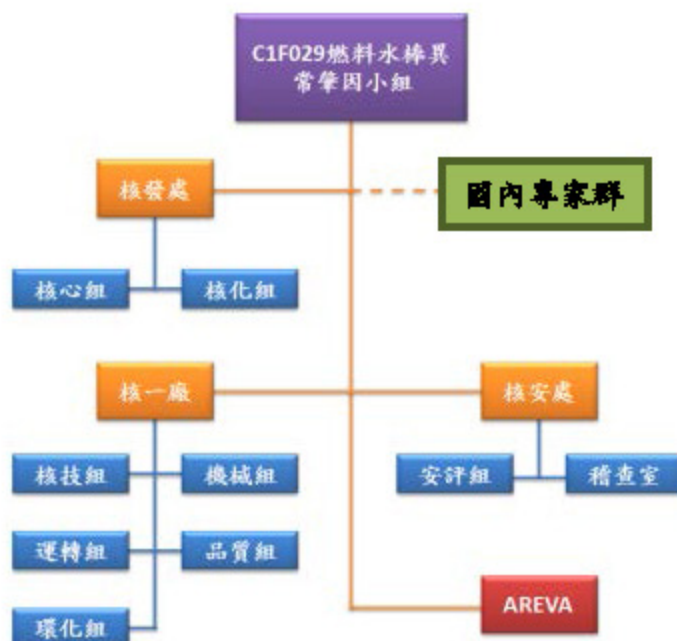 C1F029燃料水棒異
常肇因小組
核發處
國內專家群
核心組
核化組
核一廠
核安處
核技組
機械組
安評組
稽查室
運轉組
品質組
環化組
AREVA